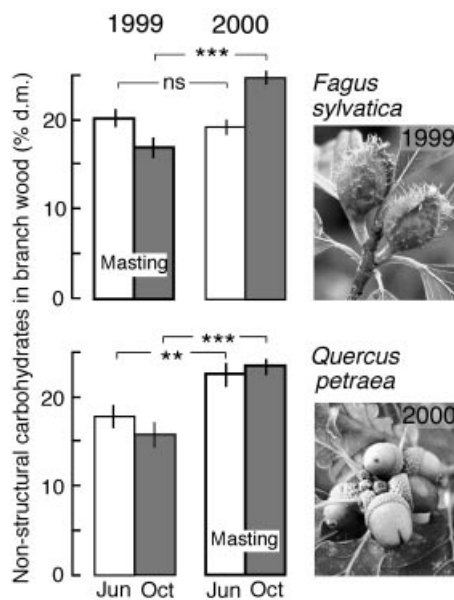 1999 2000
***
ns
20
10
0
Masting
Fagus
sylvatica
1999
Non-structural carbohydrates in branch wood (% d.m.)
***
**
20
10
0
Masting
Quercus
petraea
2000
Jun Oct Jun Oct